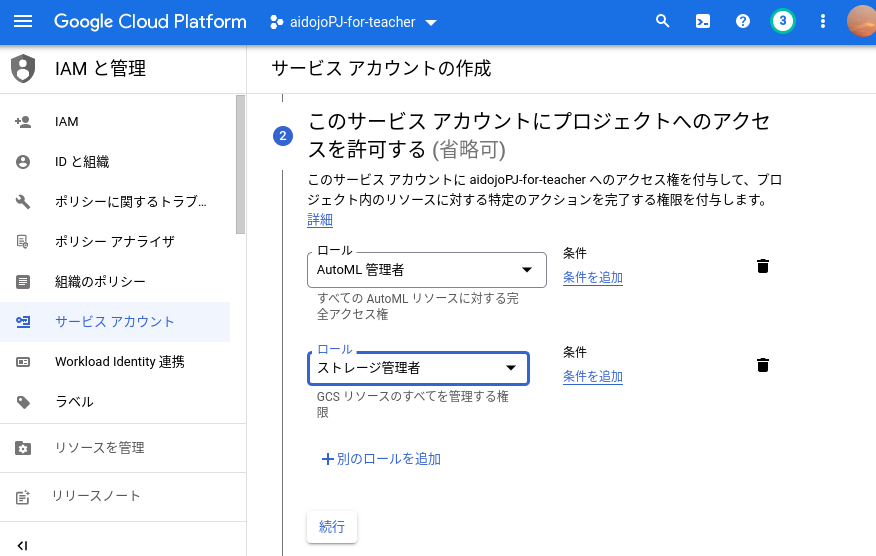 Google Cloud Platform
aidojoPJ-for-teacher
3
IAM と管理
サービス アカウントの作成
IAM
ID と組織
ポリシーに関するトラブ...
ポリシー アナライザ
組織のポリシー
サービス アカウント
Workload Identity 連携
ラベル
リソースを管理
リリースノート
2
このサービス アカウントにプロジェクトへのアクセ
スを許可する (省略可)
このサービス アカウントに aidojoPJ-for-teacher へのアクセス権を付与して、プロ
ジェクト内のリソースに対する特定のアクションを完了する権限を付与します。
詳細
ロール
AutoML 管理者
条件
条件を追加
すべての AutoML リソースに対する完
全アクセス権
ロール
ストレージ管理者
条件
条件を追加
GCS リソースのすべてを管理する権
限
別のロールを追加
続行